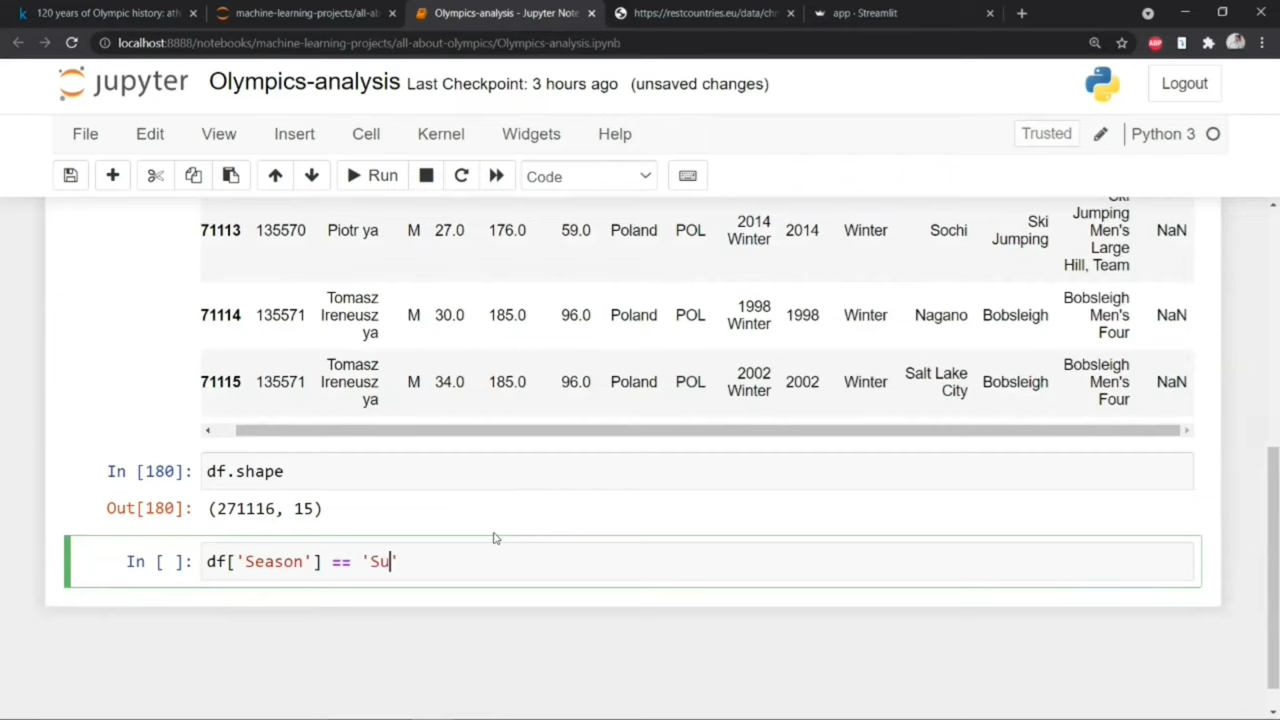 120 years of Olympic history: ath
machine-learning-projects/all-ab
Olympics-analysis - Jupyter Note
https://restcountries.eu/data/chr
app · Streamlit
localhost:8888/notebooks/machine-learning-projects/all-about-olympics/Olympics-analysis.ipynb
ABP
jupyter Olympics-analysis Last Checkpoint: 3 hours ago (unsaved changes)
Logout
File Edit View Insert Cell Kernel Widgets Help
Trusted Python 3
Run Code
Ski
Jumping
71113 135570 Piotr ya M 27.0 176.0 59.0 Poland POL 2014 Winter 2014 Winter Sochi Ski Jumping Men's
Large
Hill, Team NaN
71114 135571 Tomasz Ireneusz ya M 30.0 185.0 96.0 Poland POL 1998 Winter 1998 Winter Nagano Bobsleigh Bobsleigh Men's Four NaN
71115 135571 Tomasz Ireneusz ya M 34.0 185.0 96.0 Poland POL 2002 Winter 2002 Winter Salt Lake City Bobsleigh Bobsleigh Men's Four NaN
In [180]: df.shape
Out[180]: (271116, 15)
In [ ]: df['Season'] == 'Su'